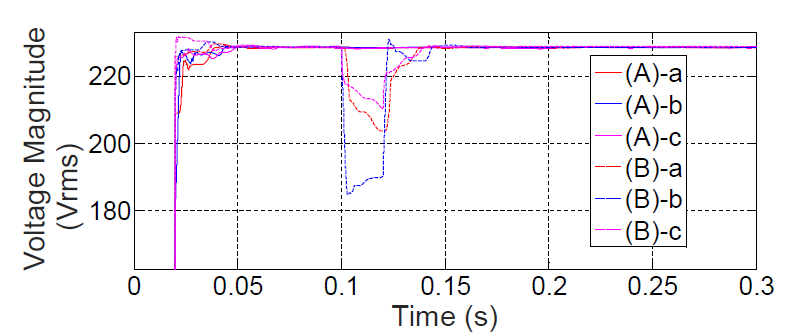 Voltage Magnitude
(Vrms)
220
200
180
(A)-a
(A)-b
(A)-c
(B)-a
(B)-b
(B)-c
0 0.05 0.1 0.15 0.2 0.25 0.3
Time (s)